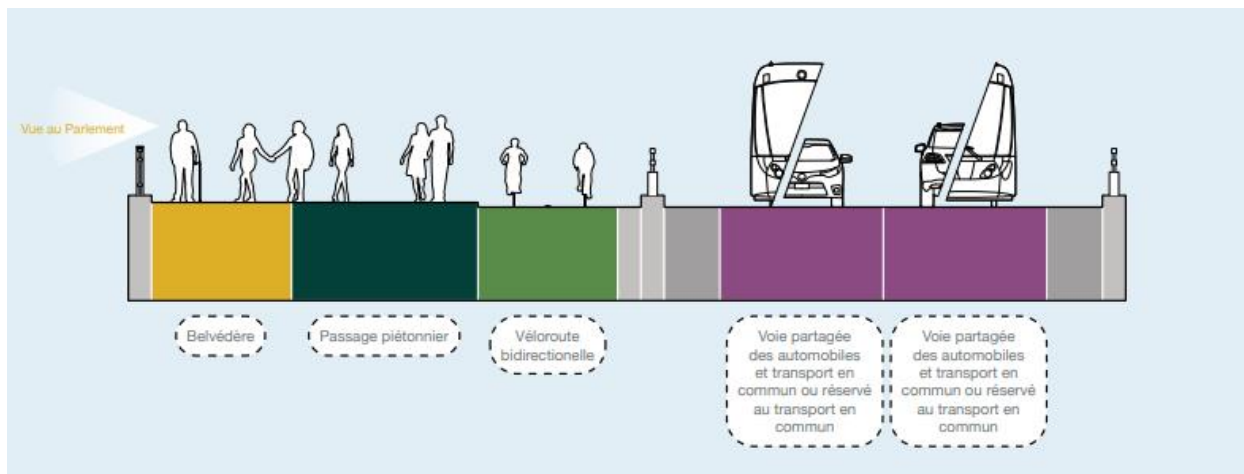 Vue au Parlement
Belvédère
Passage piétonnier
Véloroute
bidirectionelle
Voie partagée
des automobiles
et transport en
commun ou réservé
au transport en
commun
Voie partagée
des automobiles
et transport en
commun ou réservé
au transport en
commun